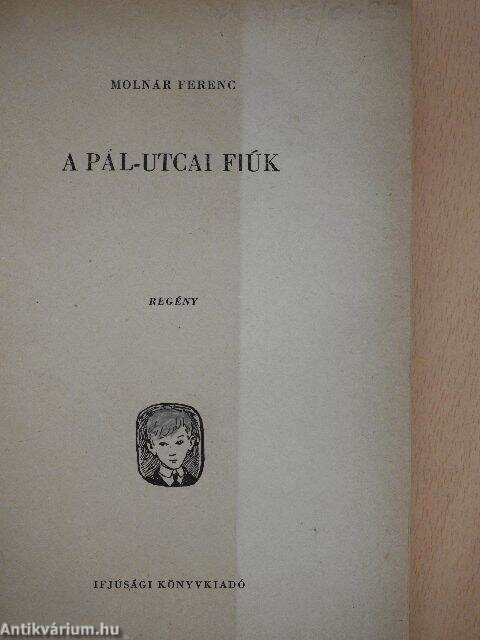 MOLNÁR FERENC
A PÁL-UTCAI FIÚK
REGÉNY
IFJÚSÁGI KÖNYVKIADÓ
Antikvárium.hu